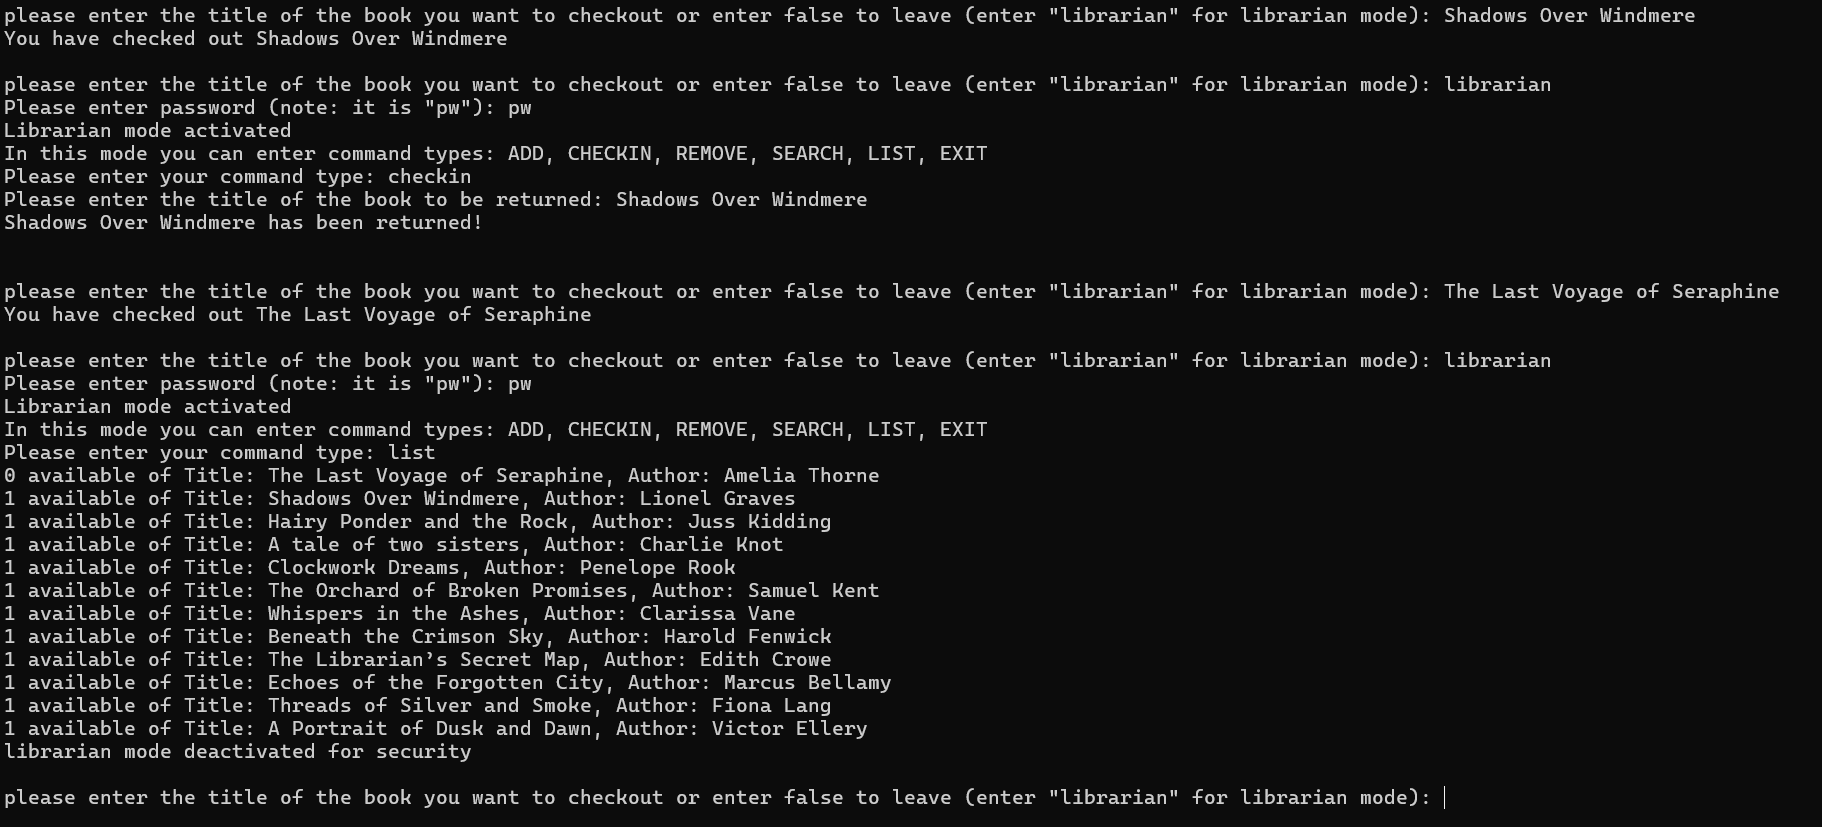 please enter the title of the book you want to checkout or enter false to leave (enter "librarian" for librarian mode): Shadows Over Windmere
You have checked out Shadows Over Windmere
please enter the title of the book you want to checkout or enter false to leave (enter "librarian" for librarian mode): librarian
Please enter password (note: it is "pw"): pw
Librarian mode activated
In this mode you can enter command types: ADD, CHECKIN, REMOVE, SEARCH, LIST, EXIT
Please enter your command type: checkin
Please enter the title of the book to be returned: Shadows Over Windmere
Shadows Over Windmere has been returned!
please enter the title of the book you want to checkout or enter false to leave (enter "librarian" for librarian mode): The Last Voyage of Seraphine
You have checked out The Last Voyage of Seraphine
please enter the title of the book you want to checkout or enter false to leave (enter "librarian" for librarian mode): librarian
Please enter password (note: it is "pw"): pw
Librarian mode activated
In this mode you can enter command types: ADD, CHECKIN, REMOVE, SEARCH, LIST, EXIT
Please enter your command type: list
0 available of Title: The Last Voyage of Seraphine, Author: Amelia Thorne
1 available of Title: Shadows Over Windmere, Author: Lionel Graves
1 available of Title: Hairy Ponder and the Rock, Author: Juss Kidding
1 available of Title: A tale of two sisters, Author: Charlie Knot
1 available of Title: Clockwork Dreams, Author: Penelope Rook
1 available of Title: The Orchard of Broken Promises, Author: Samuel Kent
1 available of Title: Whispers in the Ashes, Author: Clarissa Vane
1 available of Title: Beneath the Crimson Sky, Author: Harold Fenwick
1 available of Title: The Librarian’s Secret Map, Author: Edith Crowe
1 available of Title: Echoes of the Forgotten City, Author: Marcus Bellamy
1 available of Title: Threads of Silver and Smoke, Author: Fiona Lang
1 available of Title: A Portrait of Dusk and Dawn, Author: Victor Ellery
librarian mode deactivated for security
please enter the title of the book you want to checkout or enter false to leave (enter "librarian" for librarian mode):